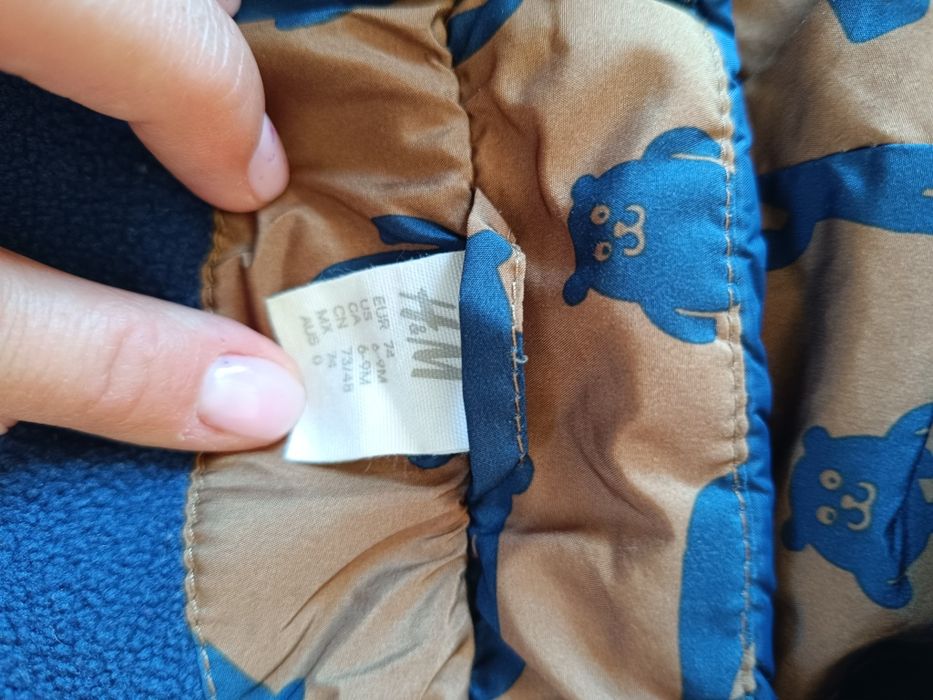 H&M
EUR 74
US 6-9M
CA 6-9M
CN 73/48
MX 74
AUS 0